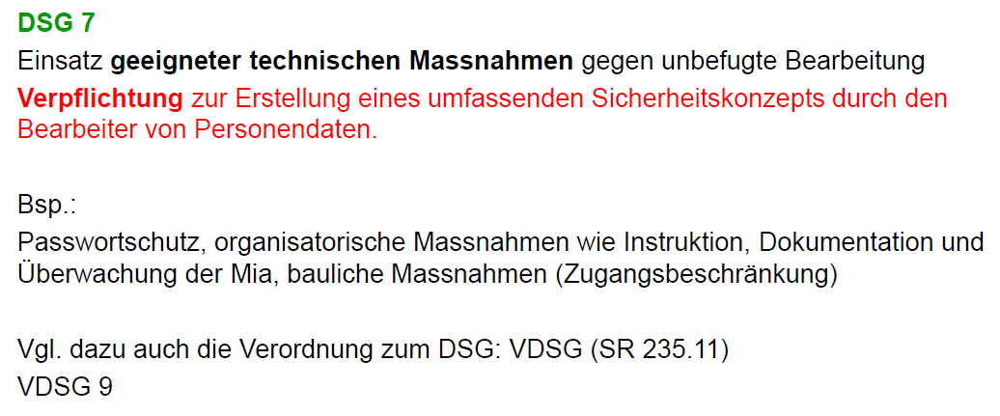 DSG 7
Einsatz geeigneter technischen Massnahmen gegen unbefugte Bearbeitung
Verpflichtung zur Erstellung eines umfassenden Sicherheitskonzepts durch den
Bearbeiter von Personendaten.
Bsp.:
Passwortschutz, organisatorische Massnahmen wie Instruktion, Dokumentation und
Überwachung der Mia, bauliche Massnahmen (Zugangsbeschränkung)
Vgl. dazu auch die Verordnung zum DSG: VDSG (SR 235.11)
VDSG 9